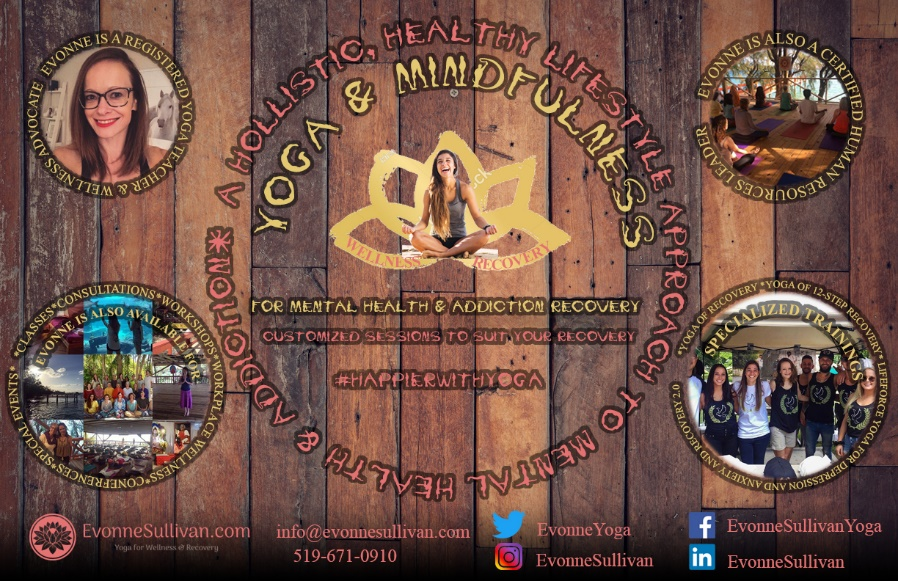 EVONNE IS A REGISTERED YOGA TEACHER & WELLNESS ADVOCATE
A HOLLISTIC, HEALTHY LIFESTYLE APPROACH TO MENTAL HEALTH & ADDICTION*
YOGA & MINDFULNESS
EVONNE IS ALSO A CERTIFIED HUMAN RESOURCES LEADER
WELLNESS RECOVERY
FOR MENTAL HEALTH & ADDICTION RECOVERY
CUSTOMIZED SESSIONS TO SUIT YOUR RECOVERY
#HAPPIERWITHYOGA
*CLASSES*CONSULTATIONS*WORKSHOPS*WORKPLACE WELLNESS*CONEFRENCES*SPECIAL EVENTS*
EVONNE IS ALSO AVAILABLE FOR
*YOGA OF RECOVERY *YOGA OF 12-STEP RECOVERY*LIFEFORCE YOGA FOR DEPRESSION AND ANXIETY AND RECOVERY 2.0
SPECIALIZED TRAINING
EvonneSullivan.com
Yoga for Wellness & Recovery
info@evonnesullivan.com
519-671-0910
EvonneYoga
EvonneSullivan
EvonneSullivanYoga
EvonneSullivan